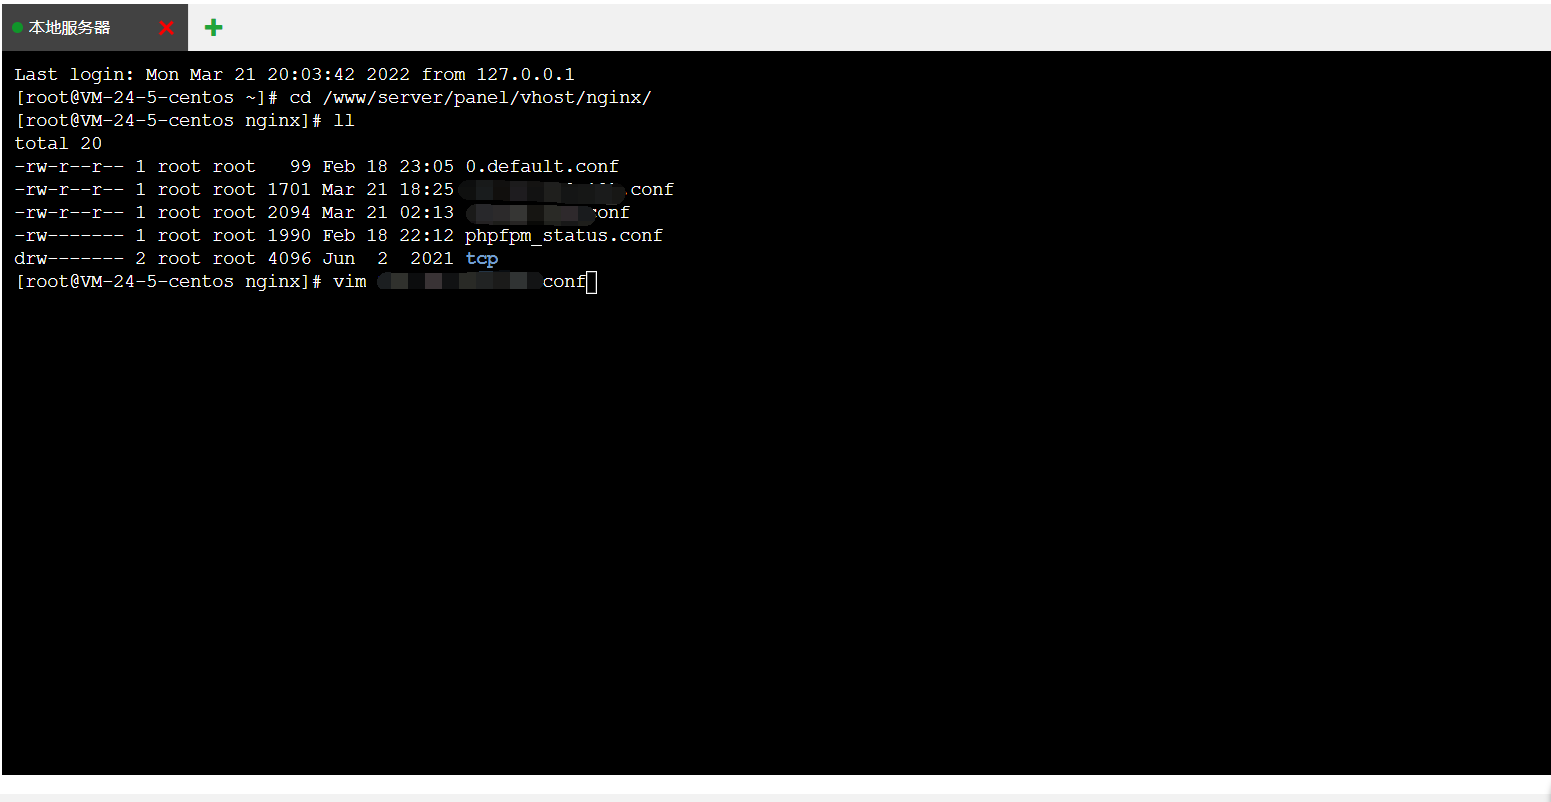 本地服务器
Last login: Mon Mar 21 20:03:42 2022 from 127.0.0.1
[root@VM-24-5-centos ~]# cd /www/server/panel/vhost/nginx/
[root@VM-24-5-centos nginx]# ll
total 20
-rw-r--r-- 1 root root   99 Feb 18 23:05 0.default.conf
-rw-r--r-- 1 root root 1701 Mar 21 18:25 .conf
-rw-r--r-- 1 root root 2094 Mar 21 02:13 conf
-rw------- 1 root root 1990 Feb 18 22:12 phpfpm_status.conf
drw------- 2 root root 4096 Jun  2  2021 tcp
[root@VM-24-5-centos nginx]# vim conf